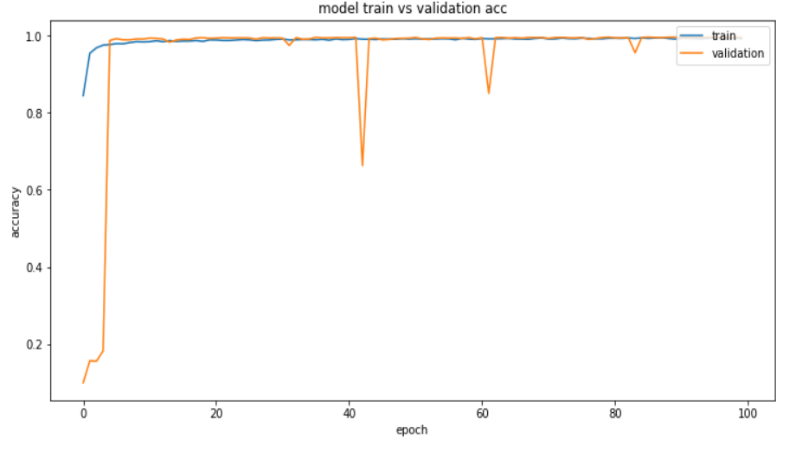 model train vs validation acc
1.0
0.8
0.6
0.4
0.2
accuracy
train
validation
0 20 40 60 80 100
epoch